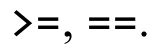 >=, ==.